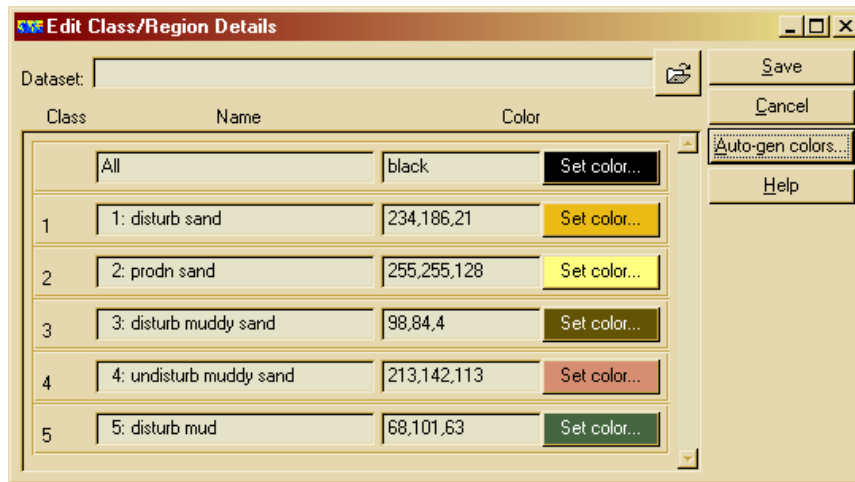 Edit Class/Region Details
Dataset:
Save
Cancel
Auto-gen colors...
Help
Class Name Color
All black Set color...
1 1: disturb sand 234,186,21 Set color...
2 2: prodn sand 255,255,128 Set color...
3 3: disturb muddy sand 98,84,4 Set color...
4 4: undisturb muddy sand 213,142,113 Set color...
5 5: disturb mud 68,101,63 Set color...